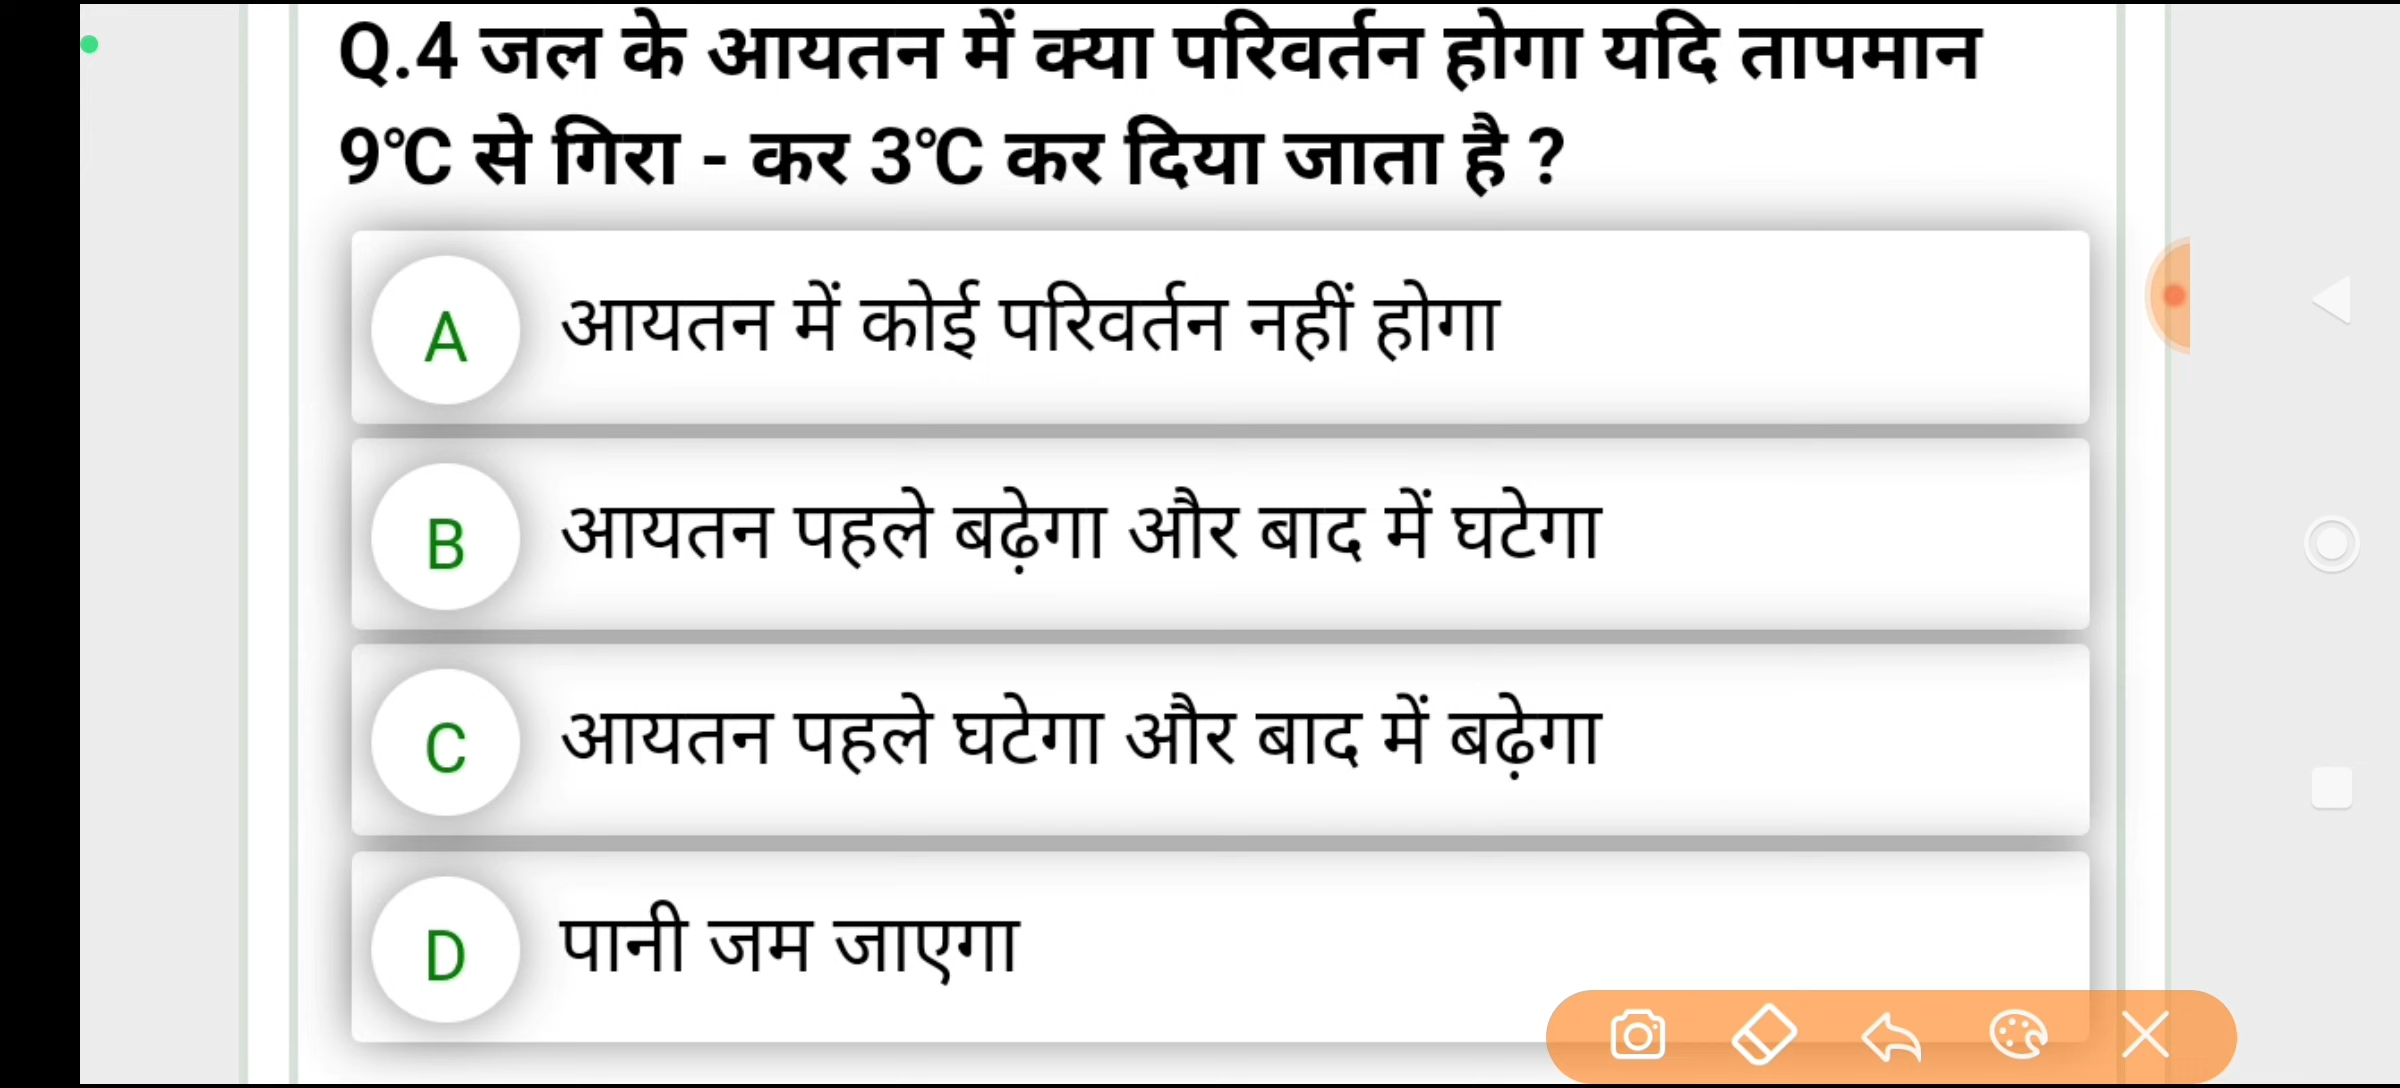 Q.4 जल के आयतन में क्या परिवर्तन होगा यदि तापमान
9℃ से गिरा - कर 3℃ कर दिया जाता है ?
A आयतन में कोई परिवर्तन नहीं होगा
B आयतन पहले बढ़ेगा और बाद में घटेगा
C आयतन पहले घटेगा और बाद में बढ़ेगा
D पानी जम जाएगा